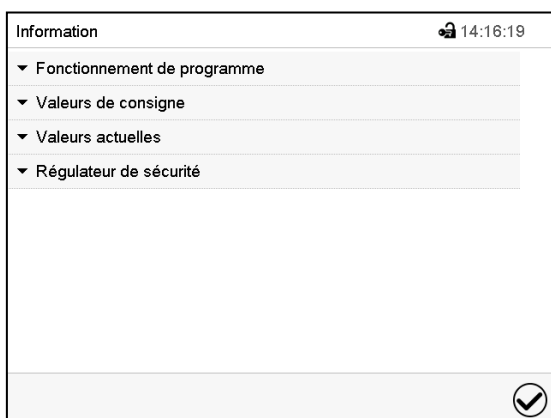 Information 14:16:19
Fonctionnement de programme
Valeurs de consigne
Valeurs actuelles
Régulateur de sécurité